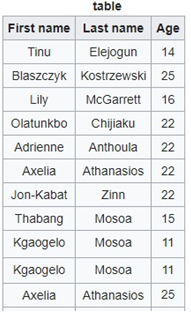 table
First name Last name Age
Tinu Elejogun 14
Blaszczyk Kostrzewski 25
Lily McGarrett 16
Olatunkbo Chijiaku 22
Adrienne Anthoula 22
Axelia Athanasios 22
Jon-Kabat Zinn 22
Thabang Mosoa 15
Kgaogelo Mosoa 11
Kgaogelo Mosoa 11
Axelia Athanasios 25